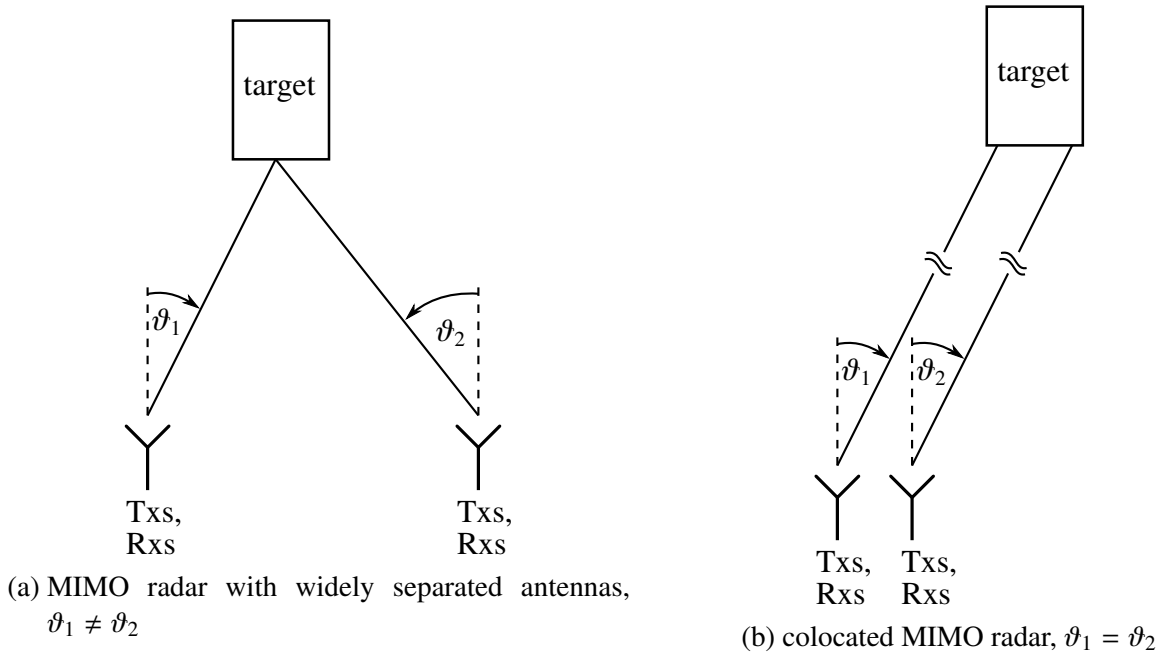 target
ϑ1
ϑ2
Txs,
Rxs
Txs,
Rxs
(a) MIMO radar with widely separated antennas,
ϑ1 ≠ ϑ2
target
ϑ1
ϑ2
Txs,
Rxs
Txs,
Rxs
(b) colocated MIMO radar, ϑ1 = ϑ2